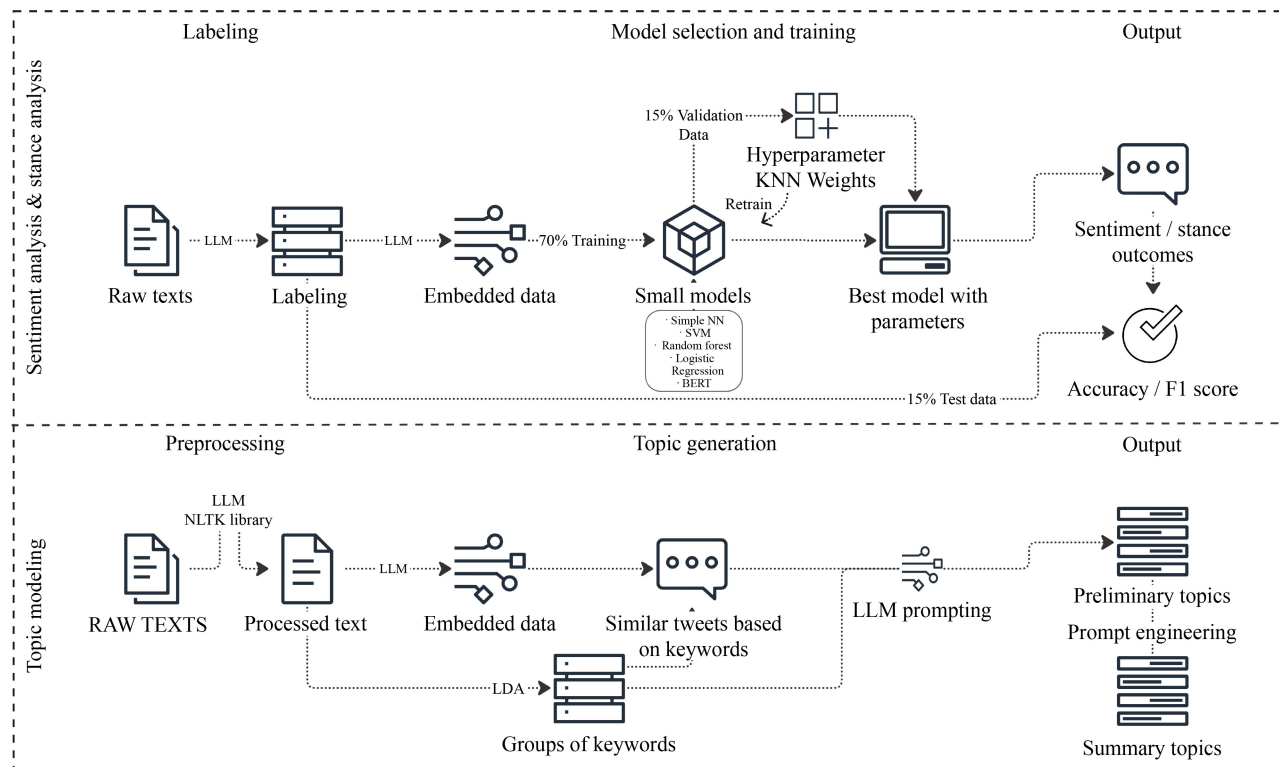 Labeling
Model selection and training
Output
Sentiment analysis & stance analysis
15% Validation
Data
Hyperparameter
KNN Weights
Retrain
LLM
LLM
70% Training
Raw texts
Labeling
Embedded data
Small models
Best model with
parameters
Sentiment / stance
outcomes
· Simple NN
· SVM
· Random forest
· Logistic
Regression
· BERT
15% Test data
Accuracy / F1 score
Preprocessing
Topic generation
Output
Topic modeling
LLM
NLTK library
LLM
RAW TEXTS
Processed text
Embedded data
Similar tweets based
on keywords
LLM prompting
Preliminary topics
Prompt engineering
LDA
Groups of keywords
Summary topics